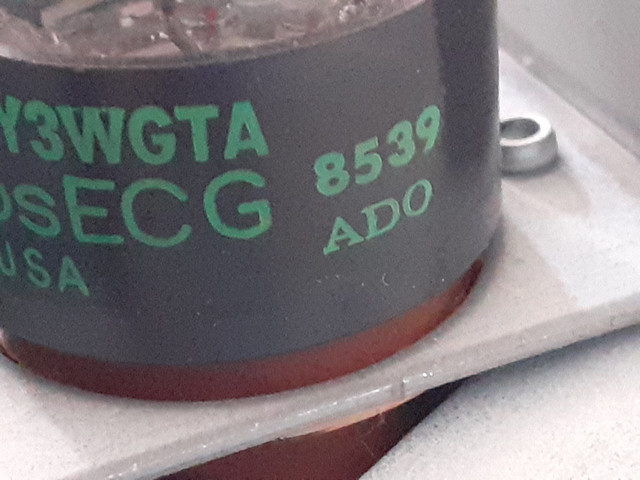 Y3WGTA
8539
SECG
ADO
USA